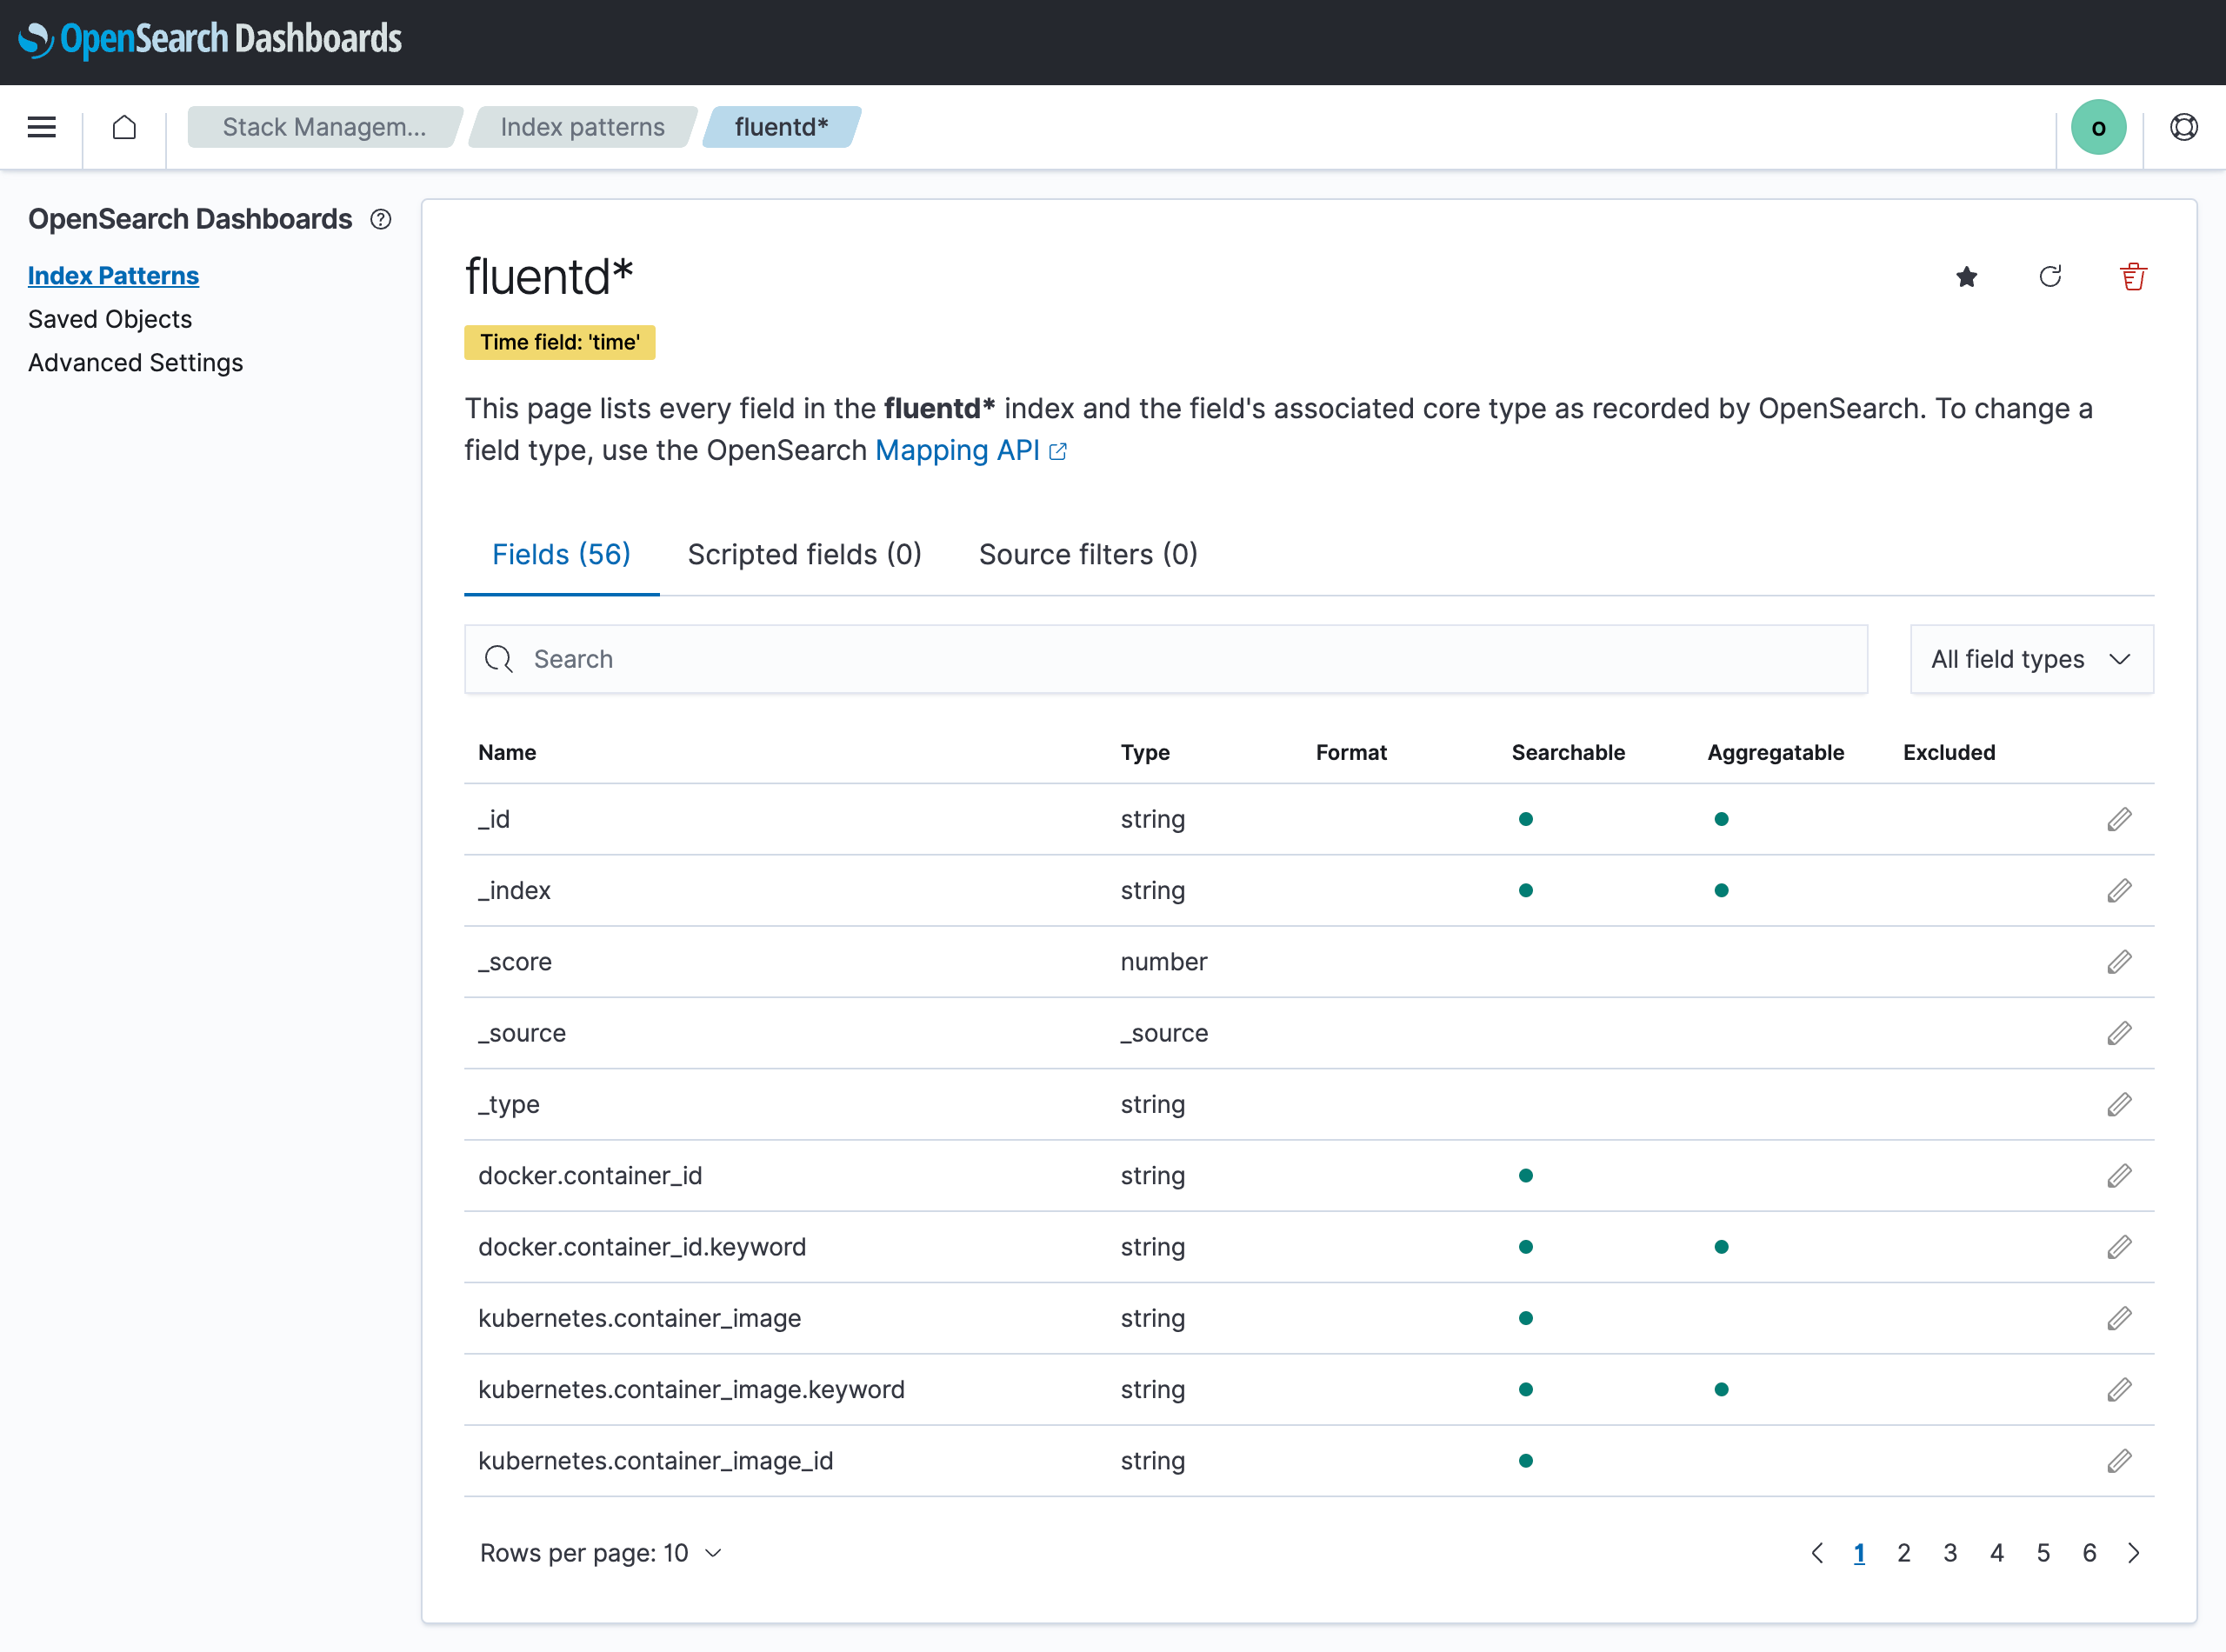 OpenSearch Dashboards
Stack Managem...
Index patterns
fluentd*
o
OpenSearch Dashboards
Index Patterns
Saved Objects
Advanced Settings
fluentd*
Time field: 'time'
This page lists every field in the fluentd* index and the field's associated core type as recorded by OpenSearch. To change a
field type, use the OpenSearch Mapping API
Fields (56) Scripted fields (0) Source filters (0)
Search
All field types
Name Type Format Searchable Aggregatable Excluded
_id string
_index string
_score number
_source _source
_type string
docker.container_id string
docker.container_id.keyword string
kubernetes.container_image string
kubernetes.container_image.keyword string
kubernetes.container_image_id string
Rows per page: 10
1 2 3 4 5 6